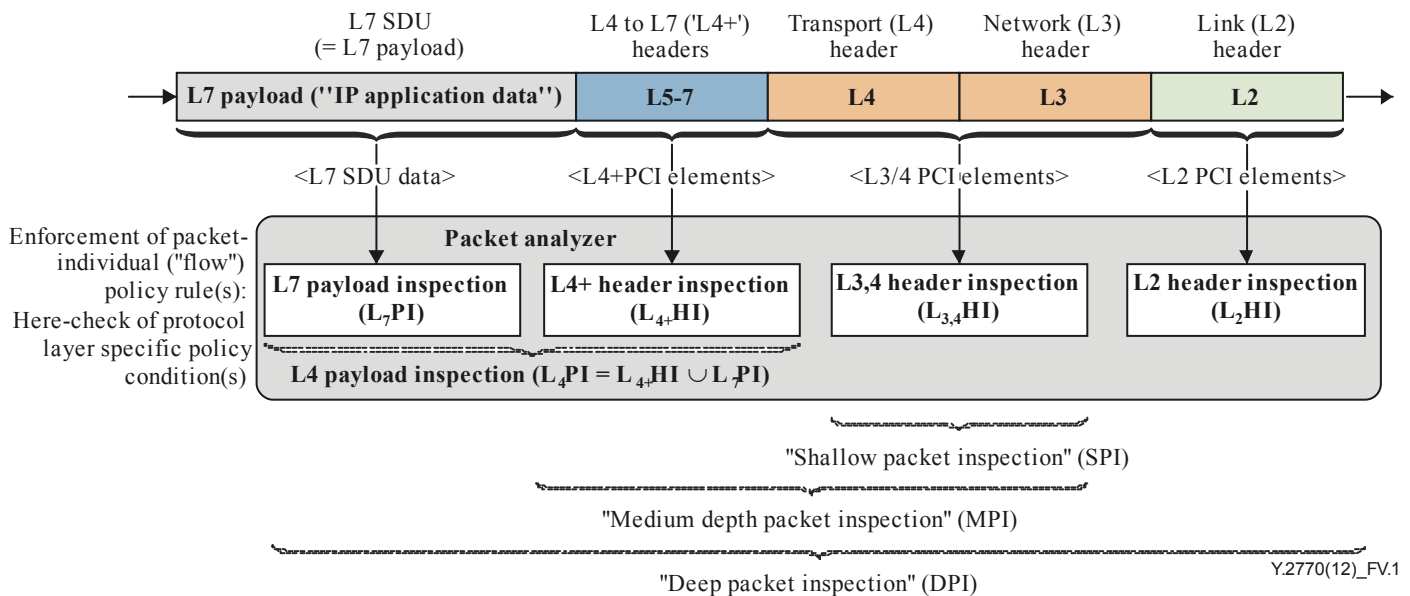 L7 SDU
(= L7 payload)
L4 to L7 ('L4+')
headers
Transport (L4)
header
Network (L3)
header
Link (L2)
header
L7 payload (''IP application data'')
L5-7
L4
L3
L2
<L7 SDU data>
<L4+PCI elements>
<L3/4 PCI elements>
<L2 PCI elements>
Enforcement of packet-
individual ("flow")
policy rule(s):
Here-check of protocol
layer specific policy
condition(s)
Packet analyzer
L7 payload inspection
(L₇PI)
L4+ header inspection
(L₄₊HI)
L3,4 header inspection
(L₃,₄HI)
L2 header inspection
(L₂HI)
L4 payload inspection (L₄PI = L₄₊HI ∪ L₇PI)
"Shallow packet inspection" (SPI)
"Medium depth packet inspection" (MPI)
"Deep packet inspection" (DPI)
Y.2770(12)_FV.1